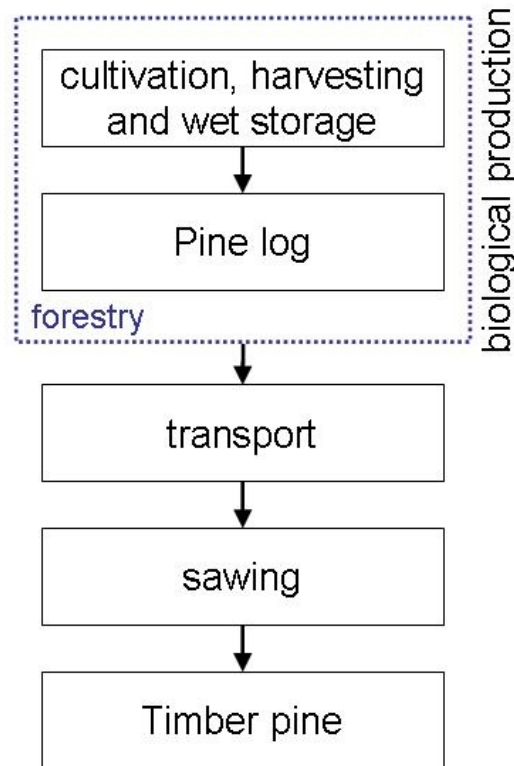 cultivation, harvesting
and wet storage
Pine log
forestry
biological production
transport
sawing
Timber pine